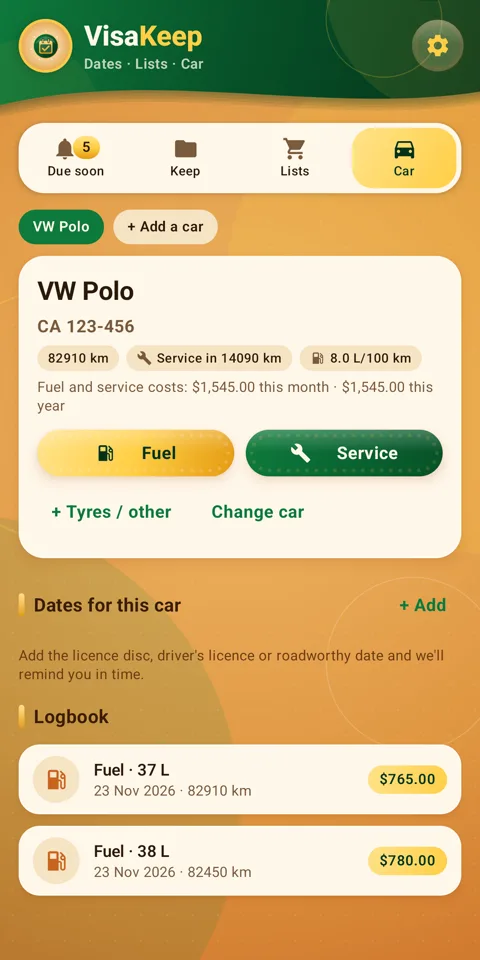 VisaKeep
Dates · Lists · Car
5
Due soon
Keep
Lists
Car
VW Polo
+ Add a car
VW Polo
CA 123-456
82910 km
Service in 14090 km
8.0 L/100 km
Fuel and service costs: $1,545.00 this month · $1,545.00 this
year
Fuel
Service
+ Tyres / other
Change car
Dates for this car
+ Add
Add the licence disc, driver's licence or roadworthy date and we'll
remind you in time.
Logbook
Fuel · 37 L
23 Nov 2026 · 82910 km
$765.00
Fuel · 38 L
23 Nov 2026 · 82450 km
$780.00